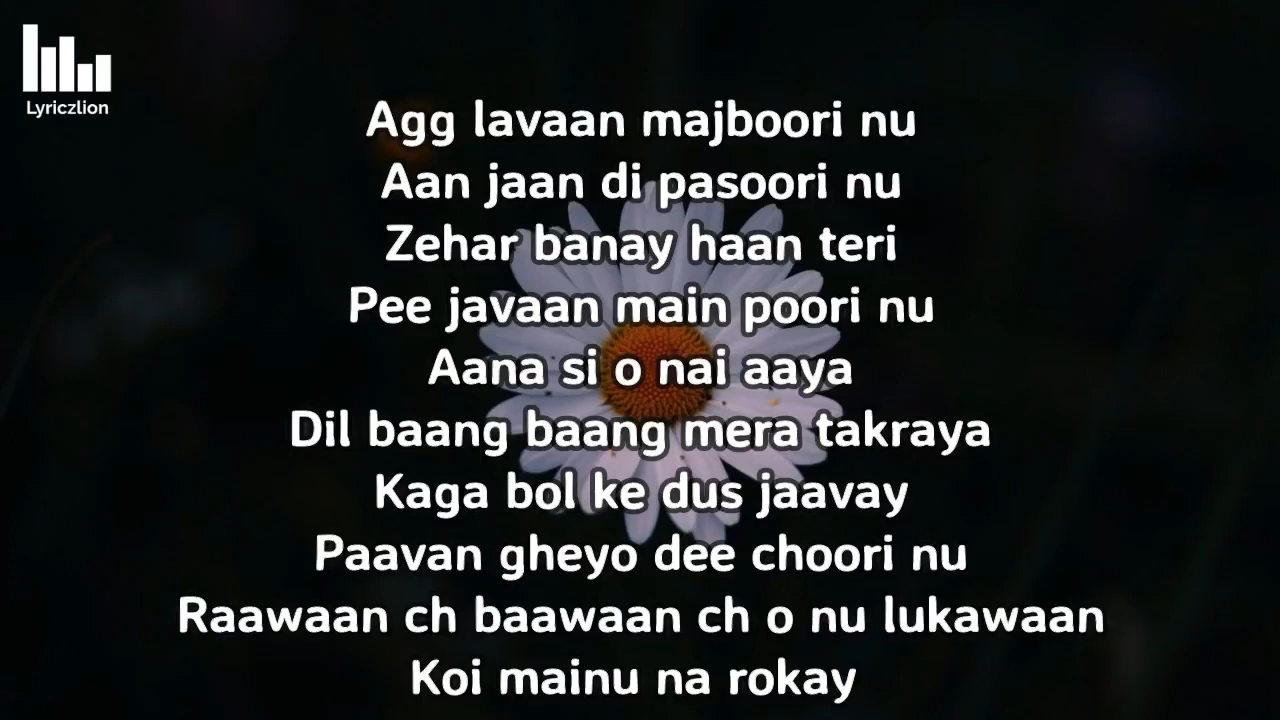 Lyriczlion
Agg lavaan majboori nu
Aan jaan di pasoori nu
Zehar banay haan teri
Pee javaan main poori nu
Aana si o nai aaya
Dil baang baang mera takraya
Kaga bol ke dus jaavay
Paavan gheyo dee choori nu
Raawaan ch baawaan ch o nu lukawaan
Koi mainu na rokay